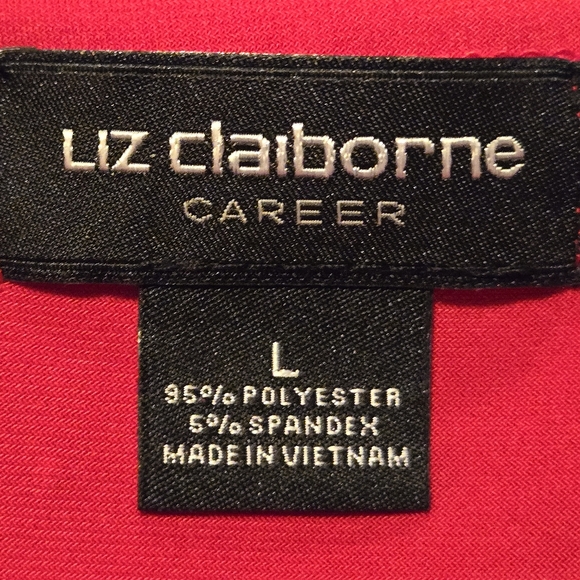 Liz claiborne
CAREER
L
95% POLYESTER
5% SPANDEX
MADE IN VIETNAM